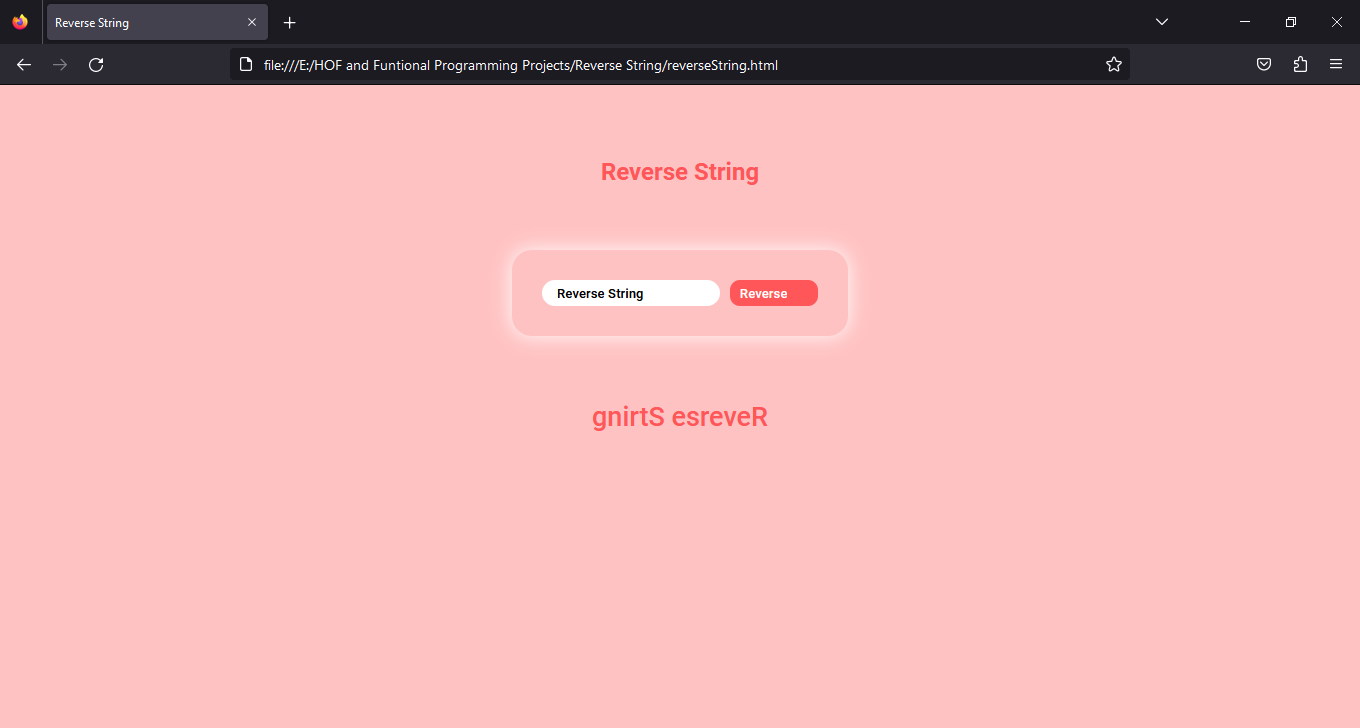 Reverse String
file:///E:/HOF and Funtional Programming Projects/Reverse String/reverseString.html
Reverse String
Reverse String Reverse
gnirtS esreveR